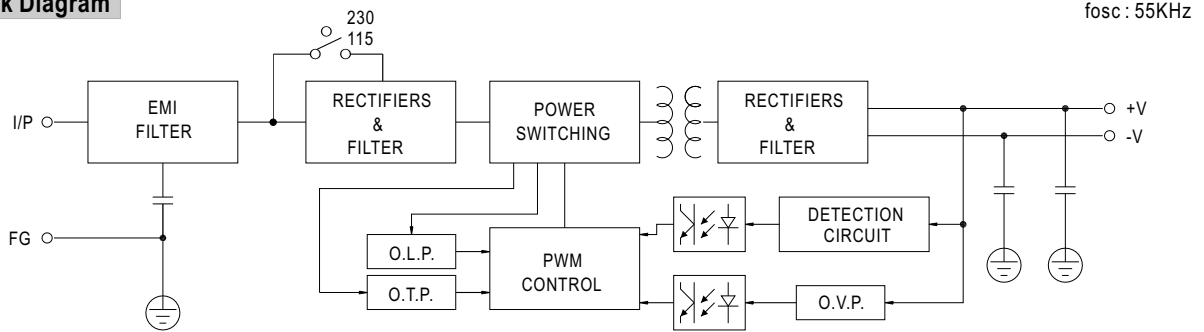 k Diagram
fosc : 55KHz
230
115
I/P
EMI
FILTER
RECTIFIERS
&
FILTER
POWER
SWITCHING
RECTIFIERS
&
FILTER
+V
-V
FG
O.L.P.
O.T.P.
PWM
CONTROL
DETECTION
CIRCUIT
O.V.P.